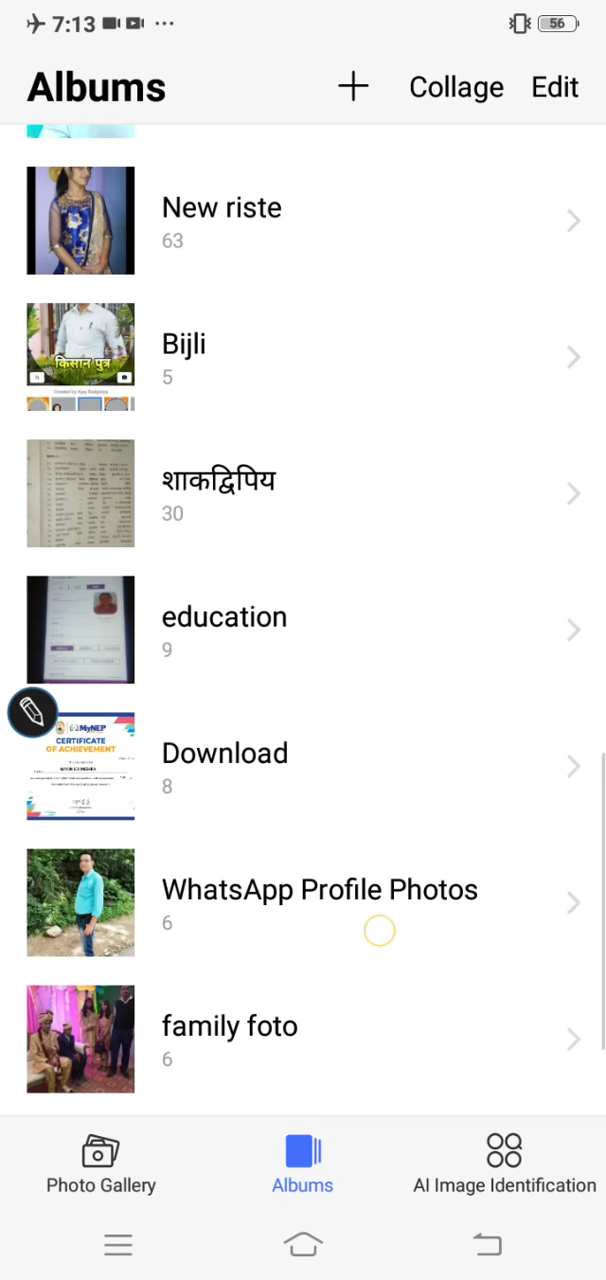 7:13
56
Albums
+ Collage Edit
New riste
63
Bijli
5
किसान पुत्र
शाकद्विपिय
30
education
9
Download
8
MyNEP
CERTIFICATE
OF ACHIEVEMENT
WhatsApp Profile Photos
6
family foto
6
Photo Gallery
Albums
AI Image Identification